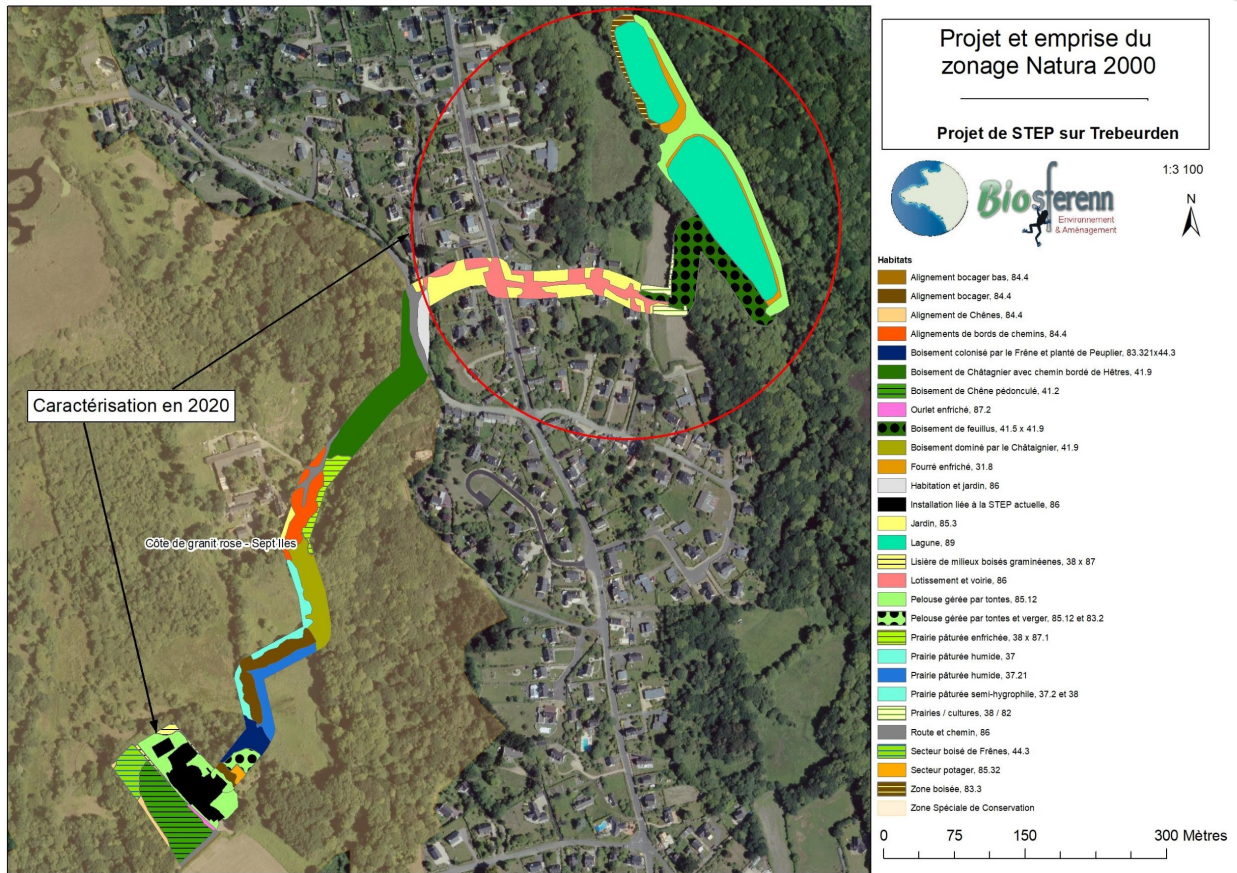 Projet et emprise du
zonage Natura 2000
Projet de STEP sur Trebeurden
1:3 100
Biosferenn
Environnement
& Aménagement
N
Caractérisation en 2020
Côte de granit rose - Sept Iles
Habitats
Alignement bocager bas, 84.4
Alignement bocager, 84.4
Alignement de Chênes, 84.4
Alignements de bords de chemins, 84.4
Boisement colonisé par le Frêne et planté de Peuplier, 83.321x44.3
Boisement de Châtagnier avec chemin bordé de Hêtres, 41.9
Boisement de Chêne pédonculé, 41.2
Ourlet enfriché, 87.2
Boisement de feuillus, 41.5 x 41.9
Boisement dominé par le Châtaignier, 41.9
Fourré enfriché, 31.8
Habitation et jardin, 86
Installation liée à la STEP actuelle, 86
Jardin, 85.3
Lagune, 89
Lisière de milieux boisés graminéenes, 38 x 87
Lotissement et voirie, 86
Pelouse gérée par tontes, 85.12
Pelouse gérée par tontes et verger, 85.12 et 83.2
Prairie pâturée enfrichée, 38 x 87.1
Prairie pâturée humide, 37
Prairie pâturée humide, 37.21
Prairie pâturée semi-hygrophile, 37.2 et 38
Prairies / cultures, 38 / 82
Route et chemin, 86
Secteur boisé de Frênes, 44.3
Secteur potager, 85.32
Zone boisée, 83.3
Zone Spéciale de Conservation
0 75 150 300 Mètres